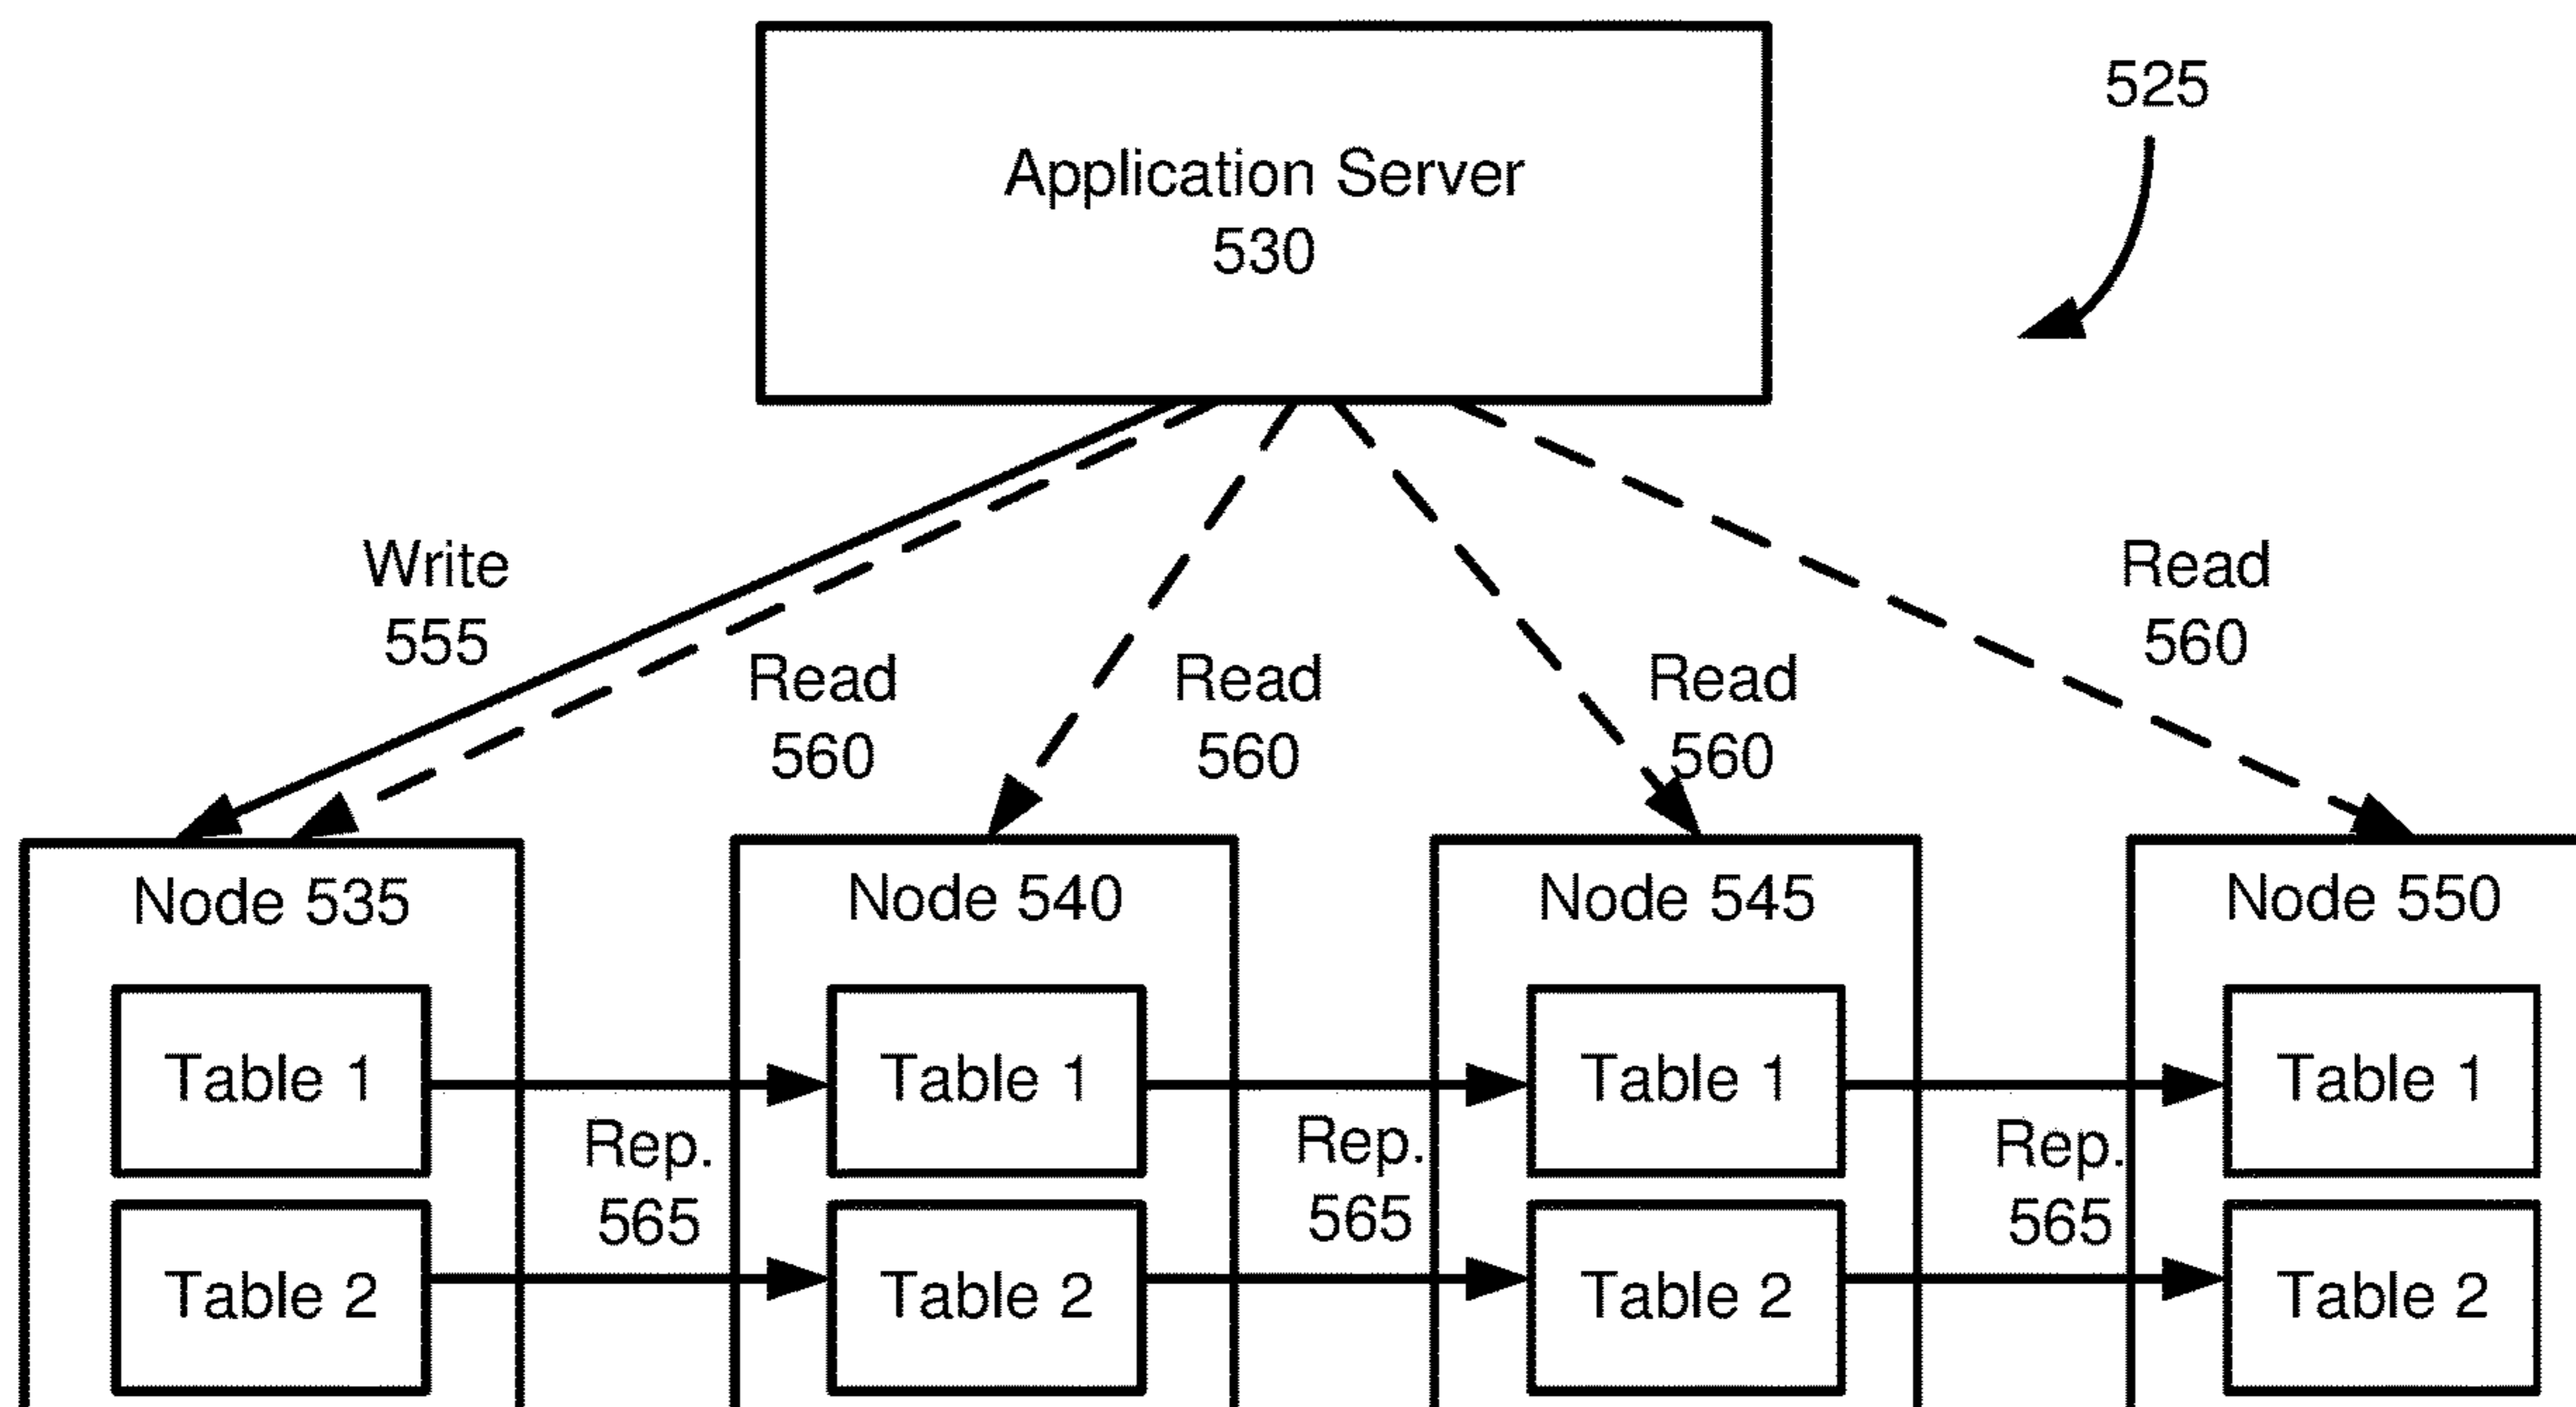 Application Server
530
525
Write
555
Read
560
Read
560
Read
560
Read
560
Node 535
Node 540
Node 545
Node 550
Table 1
Table 1
Table 1
Table 1
Rep.
565
Rep.
565
Rep.
565
Table 2
Table 2
Table 2
Table 2